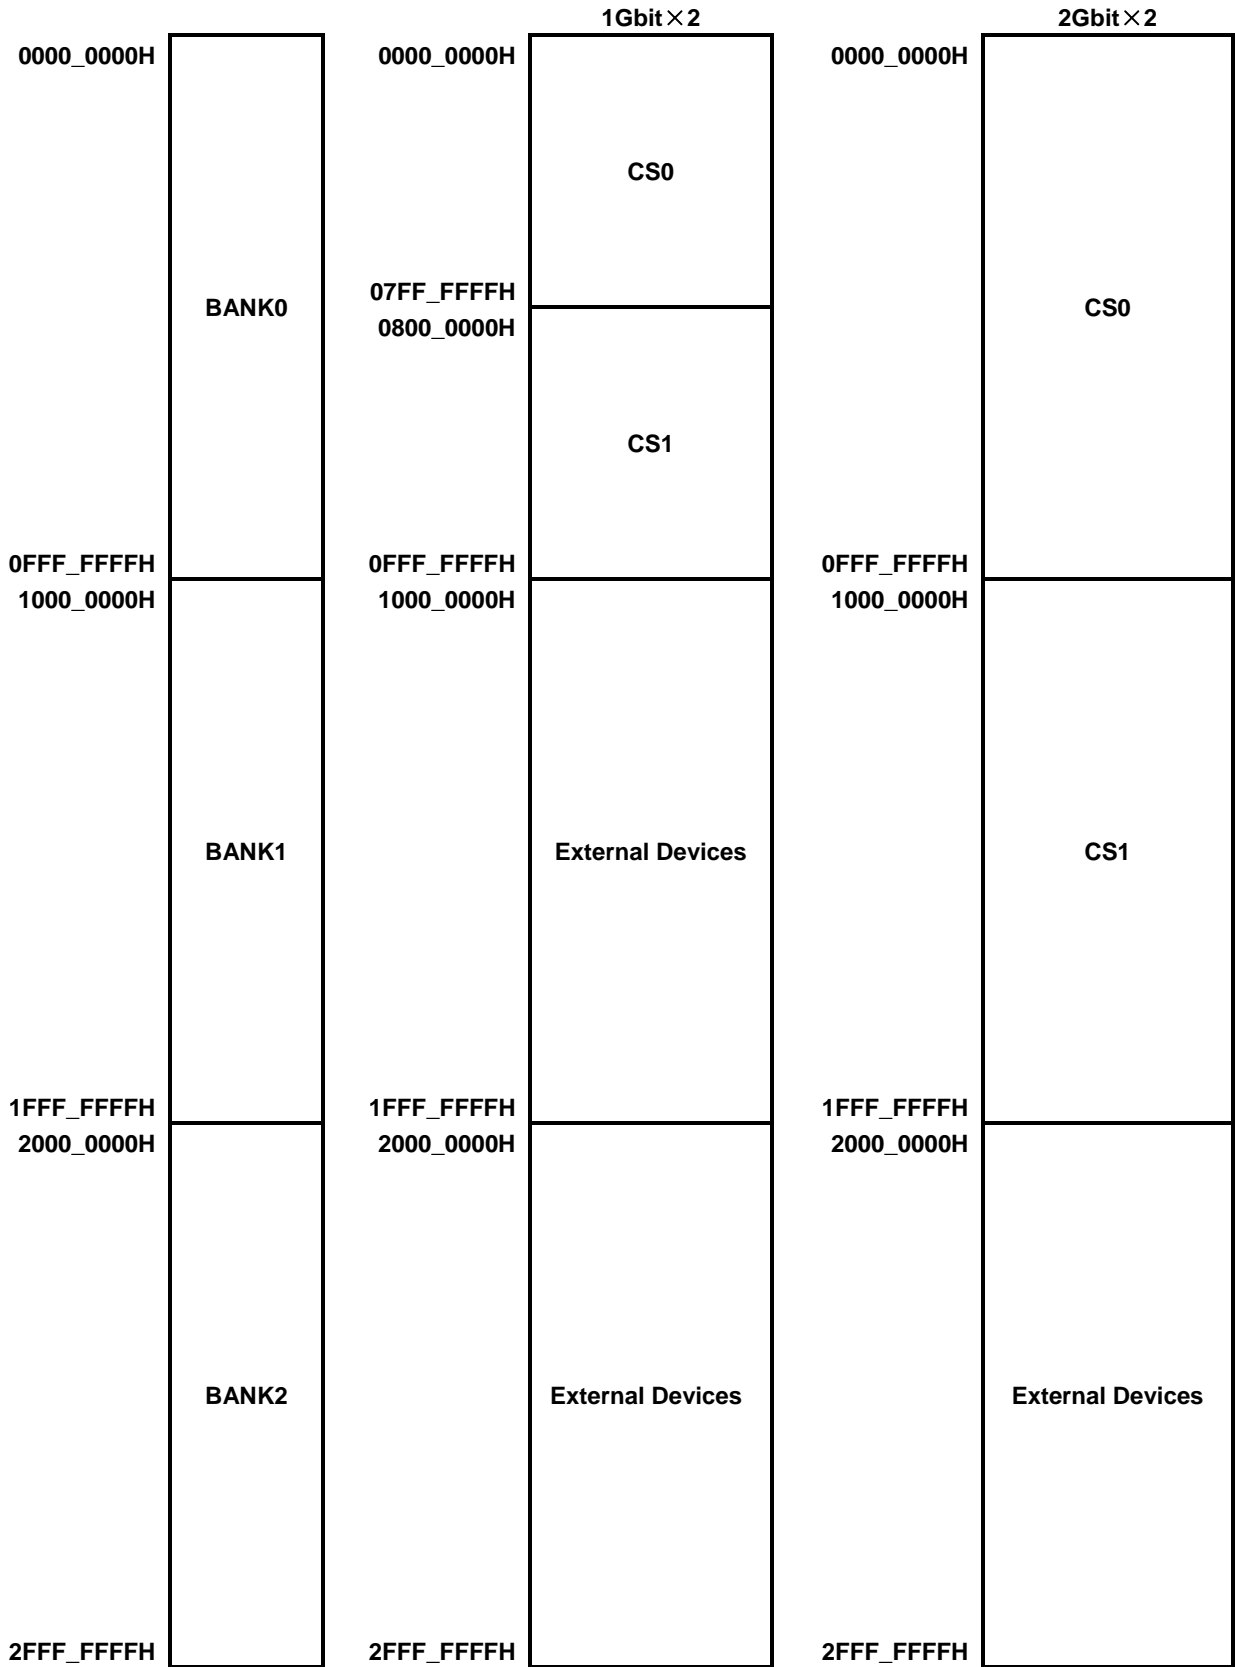 1Gbit×2 2Gbit×2
0000_0000H 0000_0000H 0000_0000H
CS0
07FF_FFFFH
BANK0 CS0
0800_0000H
CS1
0FFF_FFFFH 0FFF_FFFFH 0FFF_FFFFH
1000_0000H 1000_0000H 1000_0000H
BANK1 External Devices CS1
1FFF_FFFFH 1FFF_FFFFH 1FFF_FFFFH
2000_0000H 2000_0000H 2000_0000H
BANK2 External Devices External Devices
2FFF_FFFFH 2FFF_FFFFH 2FFF_FFFFH